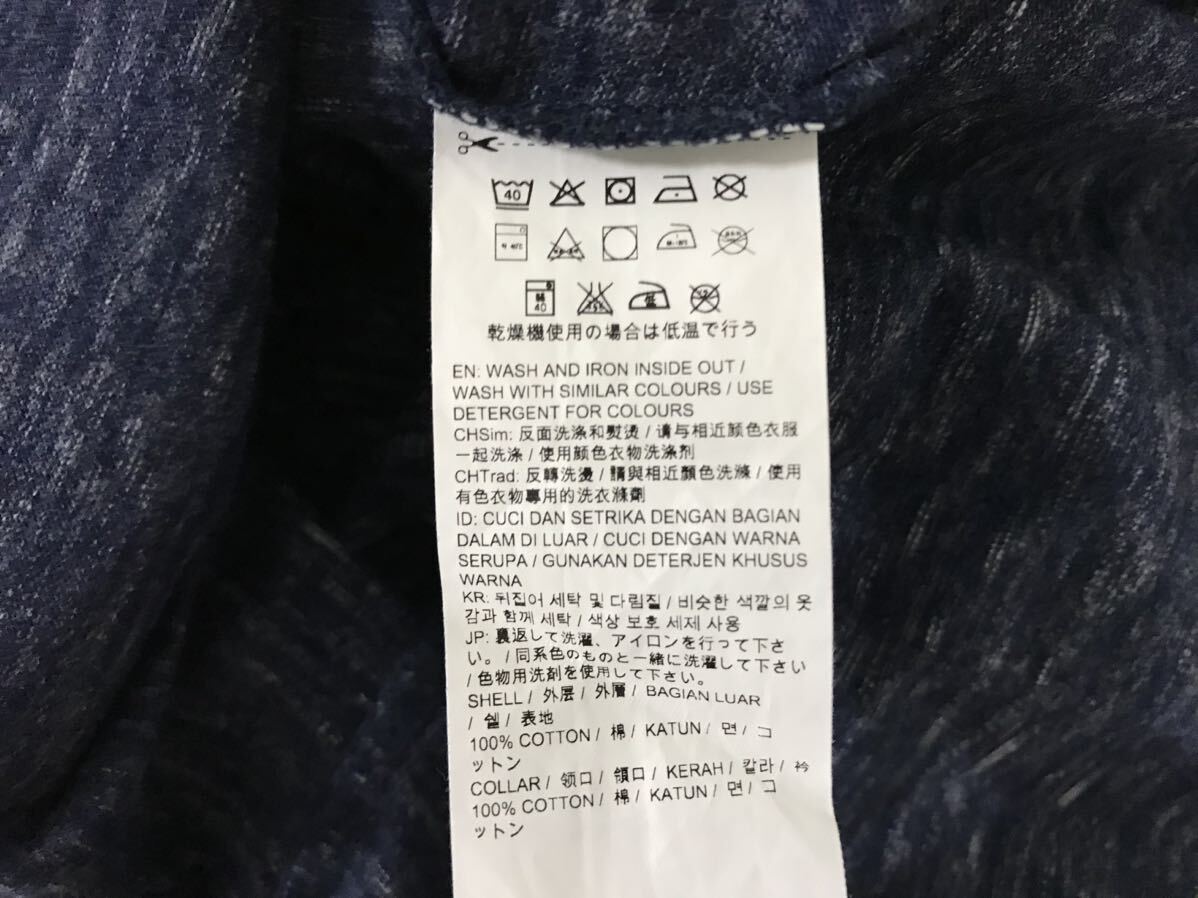 40
40
低
乾燥機使用の場合は低温で行う
EN: WASH AND IRON INSIDE OUT /
WASH WITH SIMILAR COLOURS / USE
DETERGENT FOR COLOURS
CHSim: 反面洗涤和熨烫 / 请与相近颜色衣服
一起洗涤 / 使用颜色衣物洗涤剂
CHTrad: 反轉洗燙 / 請與相近顏色洗滌 / 使用
有色衣物專用的洗衣滌劑
ID: CUCI DAN SETRIKA DENGAN BAGIAN
DALAM DI LUAR / CUCI DENGAN WARNA
SERUPA / GUNAKAN DETERJEN KHUSUS
WARNA
KR: 뒤집어 세탁 및 다림질 / 비슷한 색깔의 옷
감과 함께 세탁 / 색상 보호 세제 사용
JP: 裏返して洗濯、アイロンを行って下さ
い。 / 同系色のものと一緒に洗濯して下さい
/ 色物用洗剤を使用して下さい。
SHELL / 外层 / 外層 / BAGIAN LUAR
/ 쉘 / 表地
100% COTTON / 棉 / KATUN / 면 / コ
ットン
COLLAR / 领口 / 領口 / KERAH / 칼라 / 衿
100% COTTON / 棉 / KATUN / 면 / コ
ットン